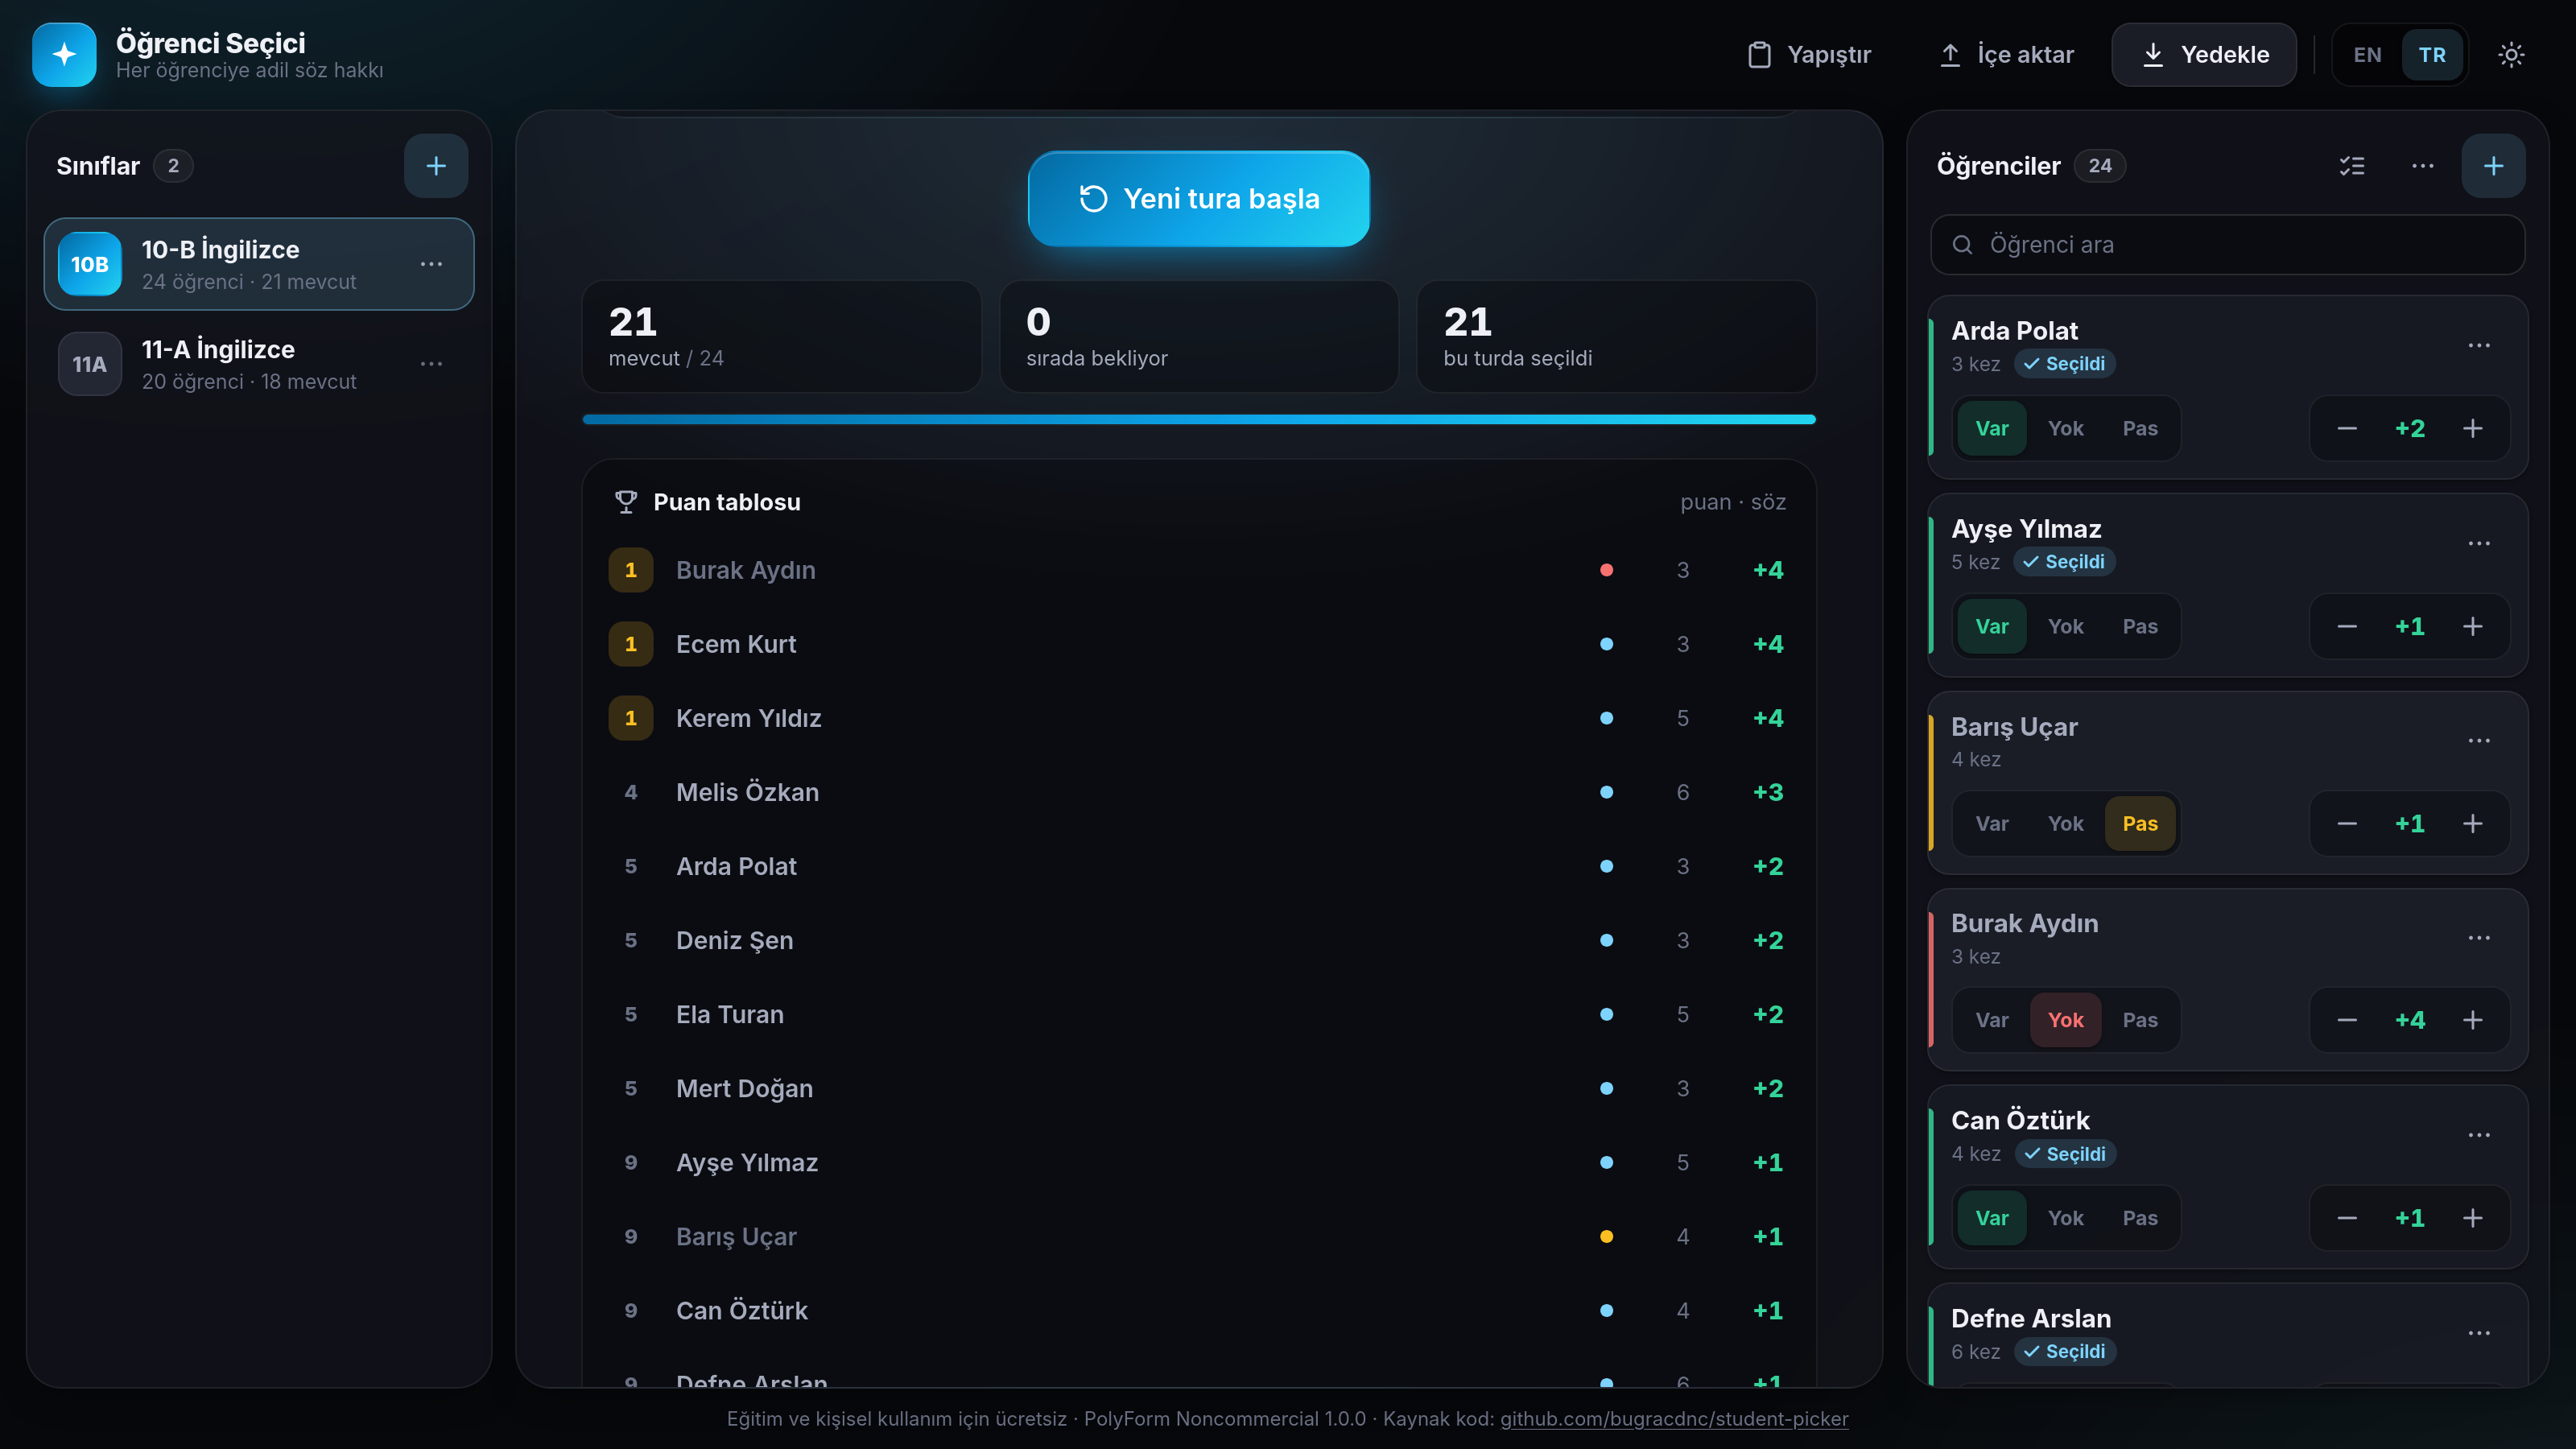 Öğrenci Seçici
Her öğrenciye adil söz hakkı
Yapıştır
İçe aktar
Yedekle
EN
TR
Sınıflar 2
10B
10-B İngilizce
24 öğrenci · 21 mevcut
11A
11-A İngilizce
20 öğrenci · 18 mevcut
Yeni tura başla
21
mevcut / 24
0
sırada bekliyor
21
bu turda seçildi
Puan tablosu
puan · söz
1 Burak Aydın 3 +4
1 Ecem Kurt 3 +4
1 Kerem Yıldız 5 +4
4 Melis Özkan 6 +3
5 Arda Polat 3 +2
5 Deniz Şen 3 +2
5 Ela Turan 5 +2
5 Mert Doğan 3 +2
9 Ayşe Yılmaz 5 +1
9 Barış Uçar 4 +1
9 Can Öztürk 4 +1
9 Defne Arslan 6 +1
Öğrenciler 24
Öğrenci ara
Arda Polat
3 kez Seçildi
Var Yok Pas +2
Ayşe Yılmaz
5 kez Seçildi
Var Yok Pas +1
Barış Uçar
4 kez
Var Yok Pas +1
Burak Aydın
3 kez
Var Yok Pas +4
Can Öztürk
4 kez Seçildi
Var Yok Pas +1
Defne Arslan
6 kez Seçildi
Eğitim ve kişisel kullanım için ücretsiz · PolyForm Noncommercial 1.0.0 · Kaynak kod: github.com/bugracdnc/student-picker